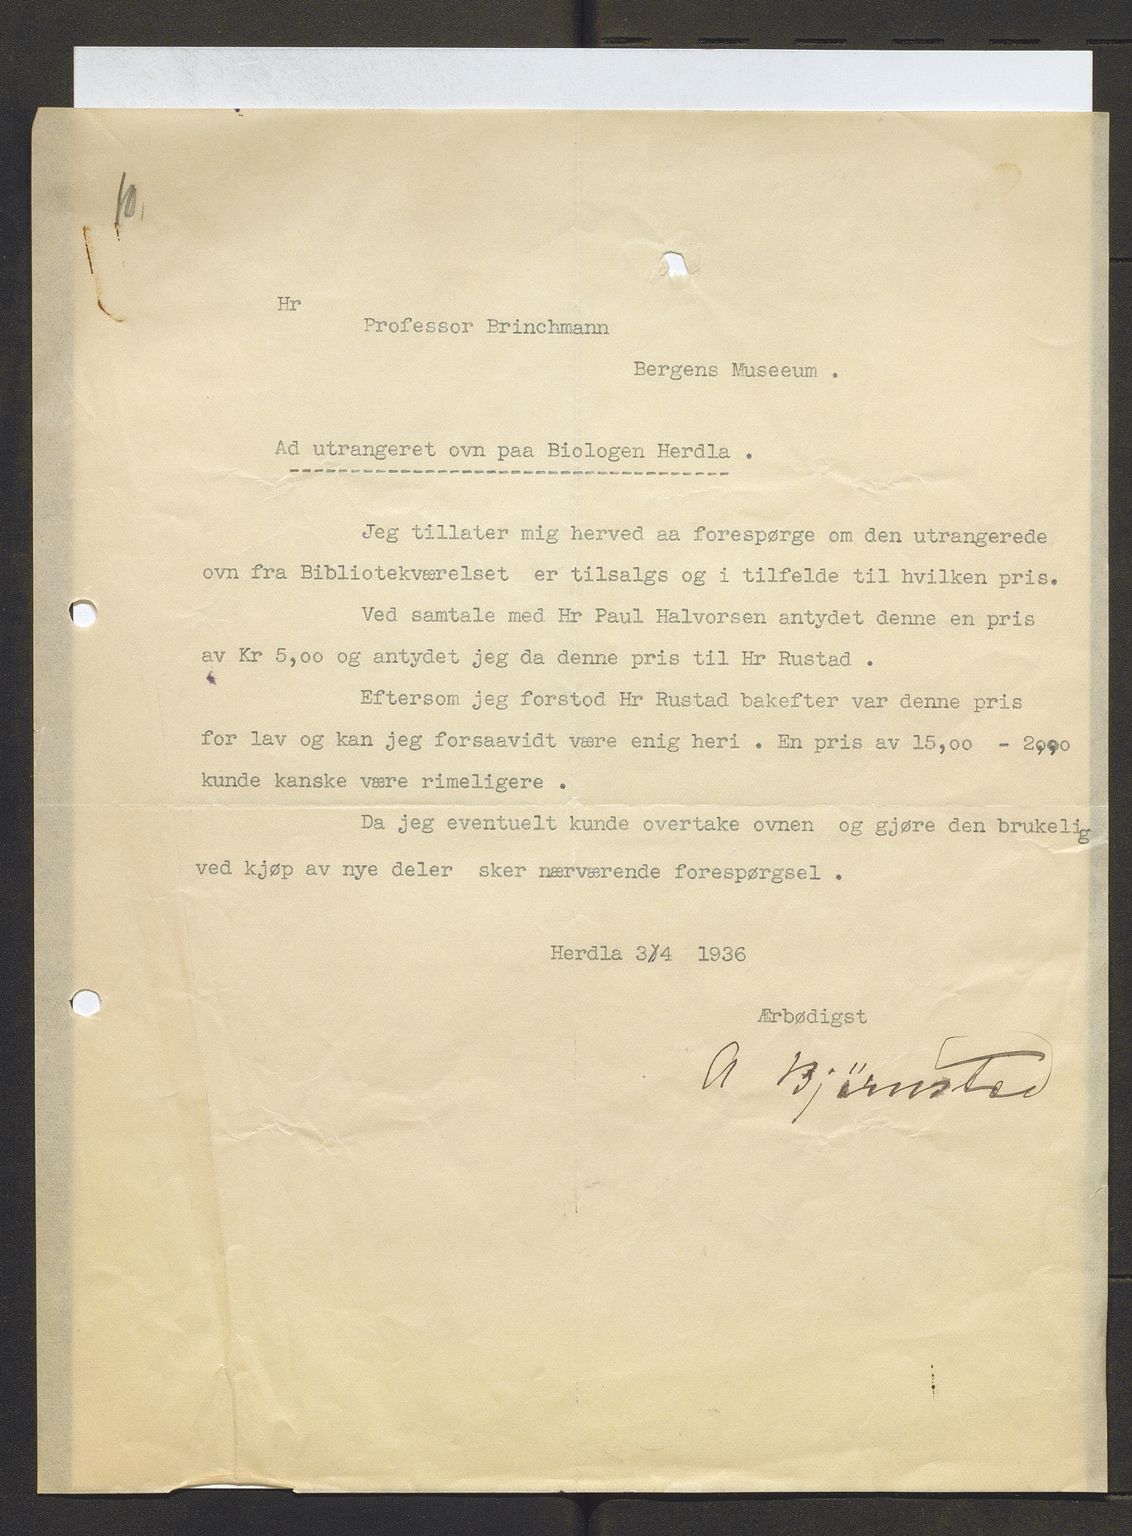 10,
Hr
Professor Brinchmann
Bergens Museeum .
Ad utrangeret ovn paa Biologen Herdla .
Jeg tillater mig herved aa forespørge om den utrangerede
ovn fra Bibliotekværelset er tilsalgs og i tilfelde til hvilken pris.
Ved samtale med Hr Paul Halvorsen antydet denne en pris
av Kr 5,oo og antydet jeg da denne pris til Hr Rustad .
Eftersom jeg forstod Hr Rustad bakefter var denne pris
for lav og kan jeg forsaavidt være enig heri . En pris av 15,oo -
kunde kanske være rimeligere .
Da jeg eventuelt kunde overtake ovnen og gjøre den brukelig
ved kjøp av nye deler sker nærværende forespørgsel .
Herdla 3/4 1936
Ærbødigst
A Bjørnstad